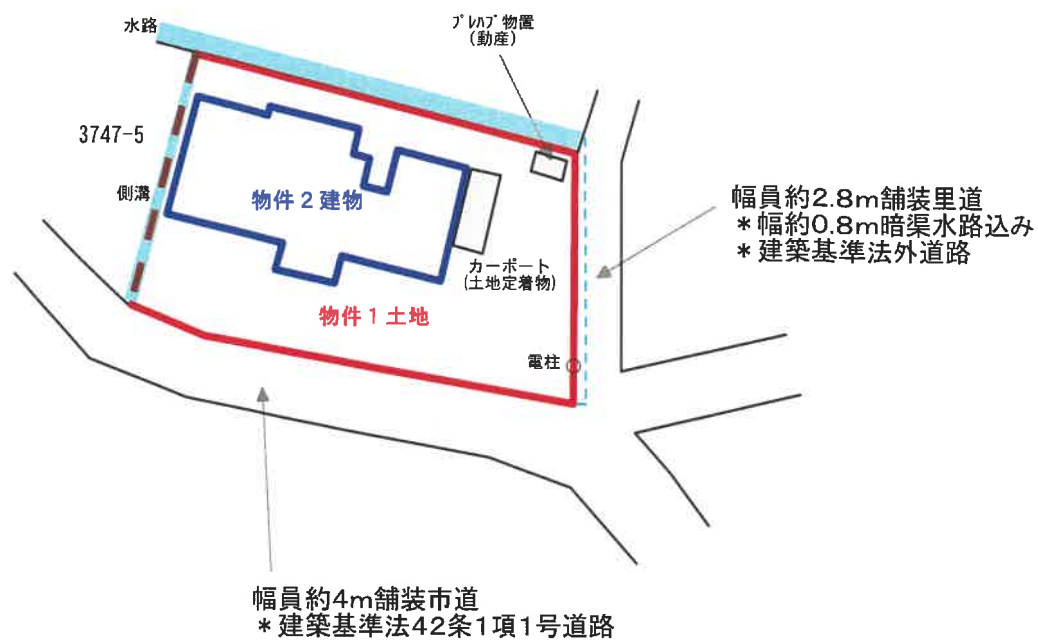 水路
プレハブ物置
(動産)
3747-5
側溝
物件2建物
幅員約2.8m舗装里道
*幅約0.8m暗渠水路込み
*建築基準法外道路
カーポート
(土地定着物)
物件1土地
電柱
幅員約4m舗装市道
*建築基準法42条1項1号道路